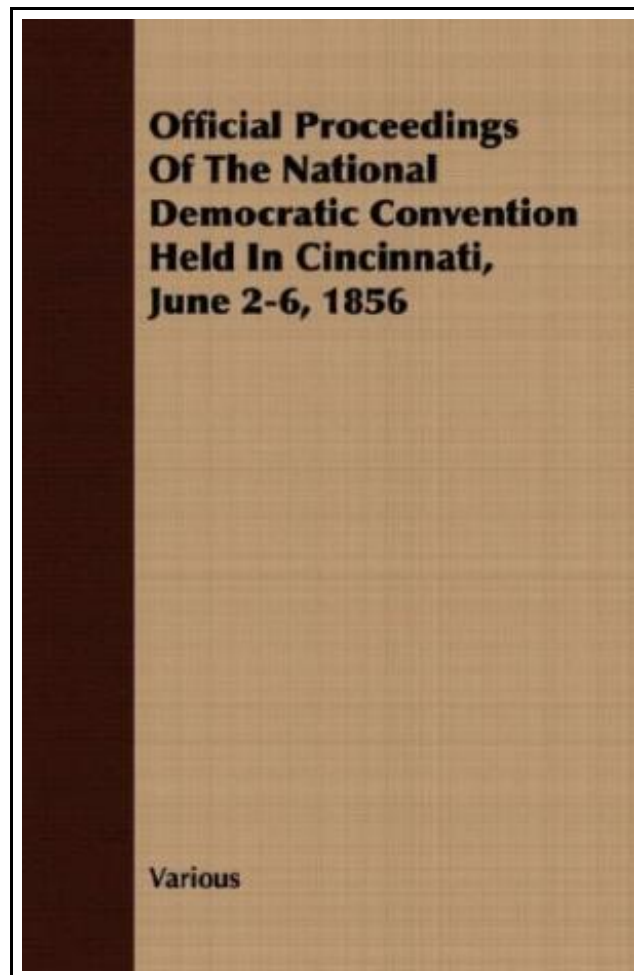 Official Proceedings
Of The National
Democratic Convention
Held In Cincinnati,
June 2-6, 1856
Various